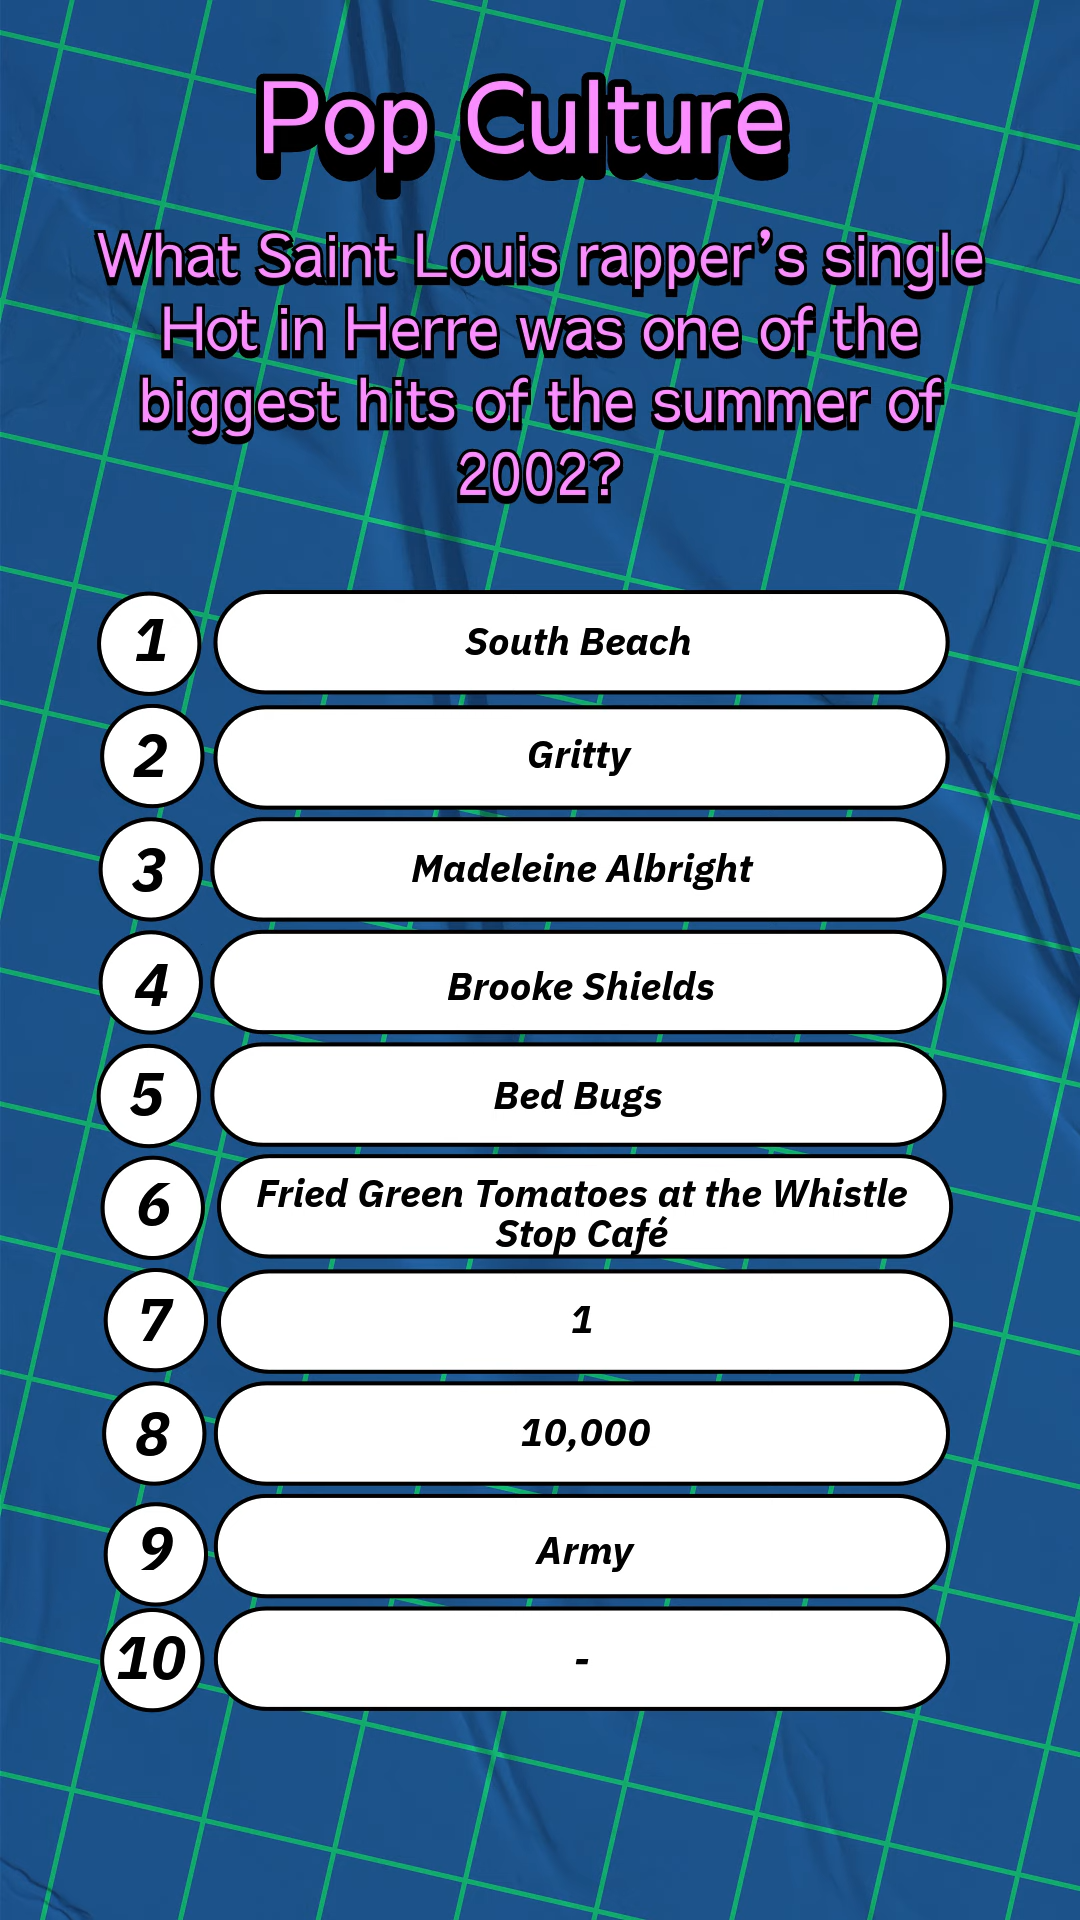 Pop Culture
What Saint Louis rapper’s single
Hot in Herre was one of the
biggest hits of the summer of
2002?
1 South Beach
2 Gritty
3 Madeleine Albright
4 Brooke Shields
5 Bed Bugs
6 Fried Green Tomatoes at the Whistle
Stop Café
7 1
8 10,000
9 Army
10 -